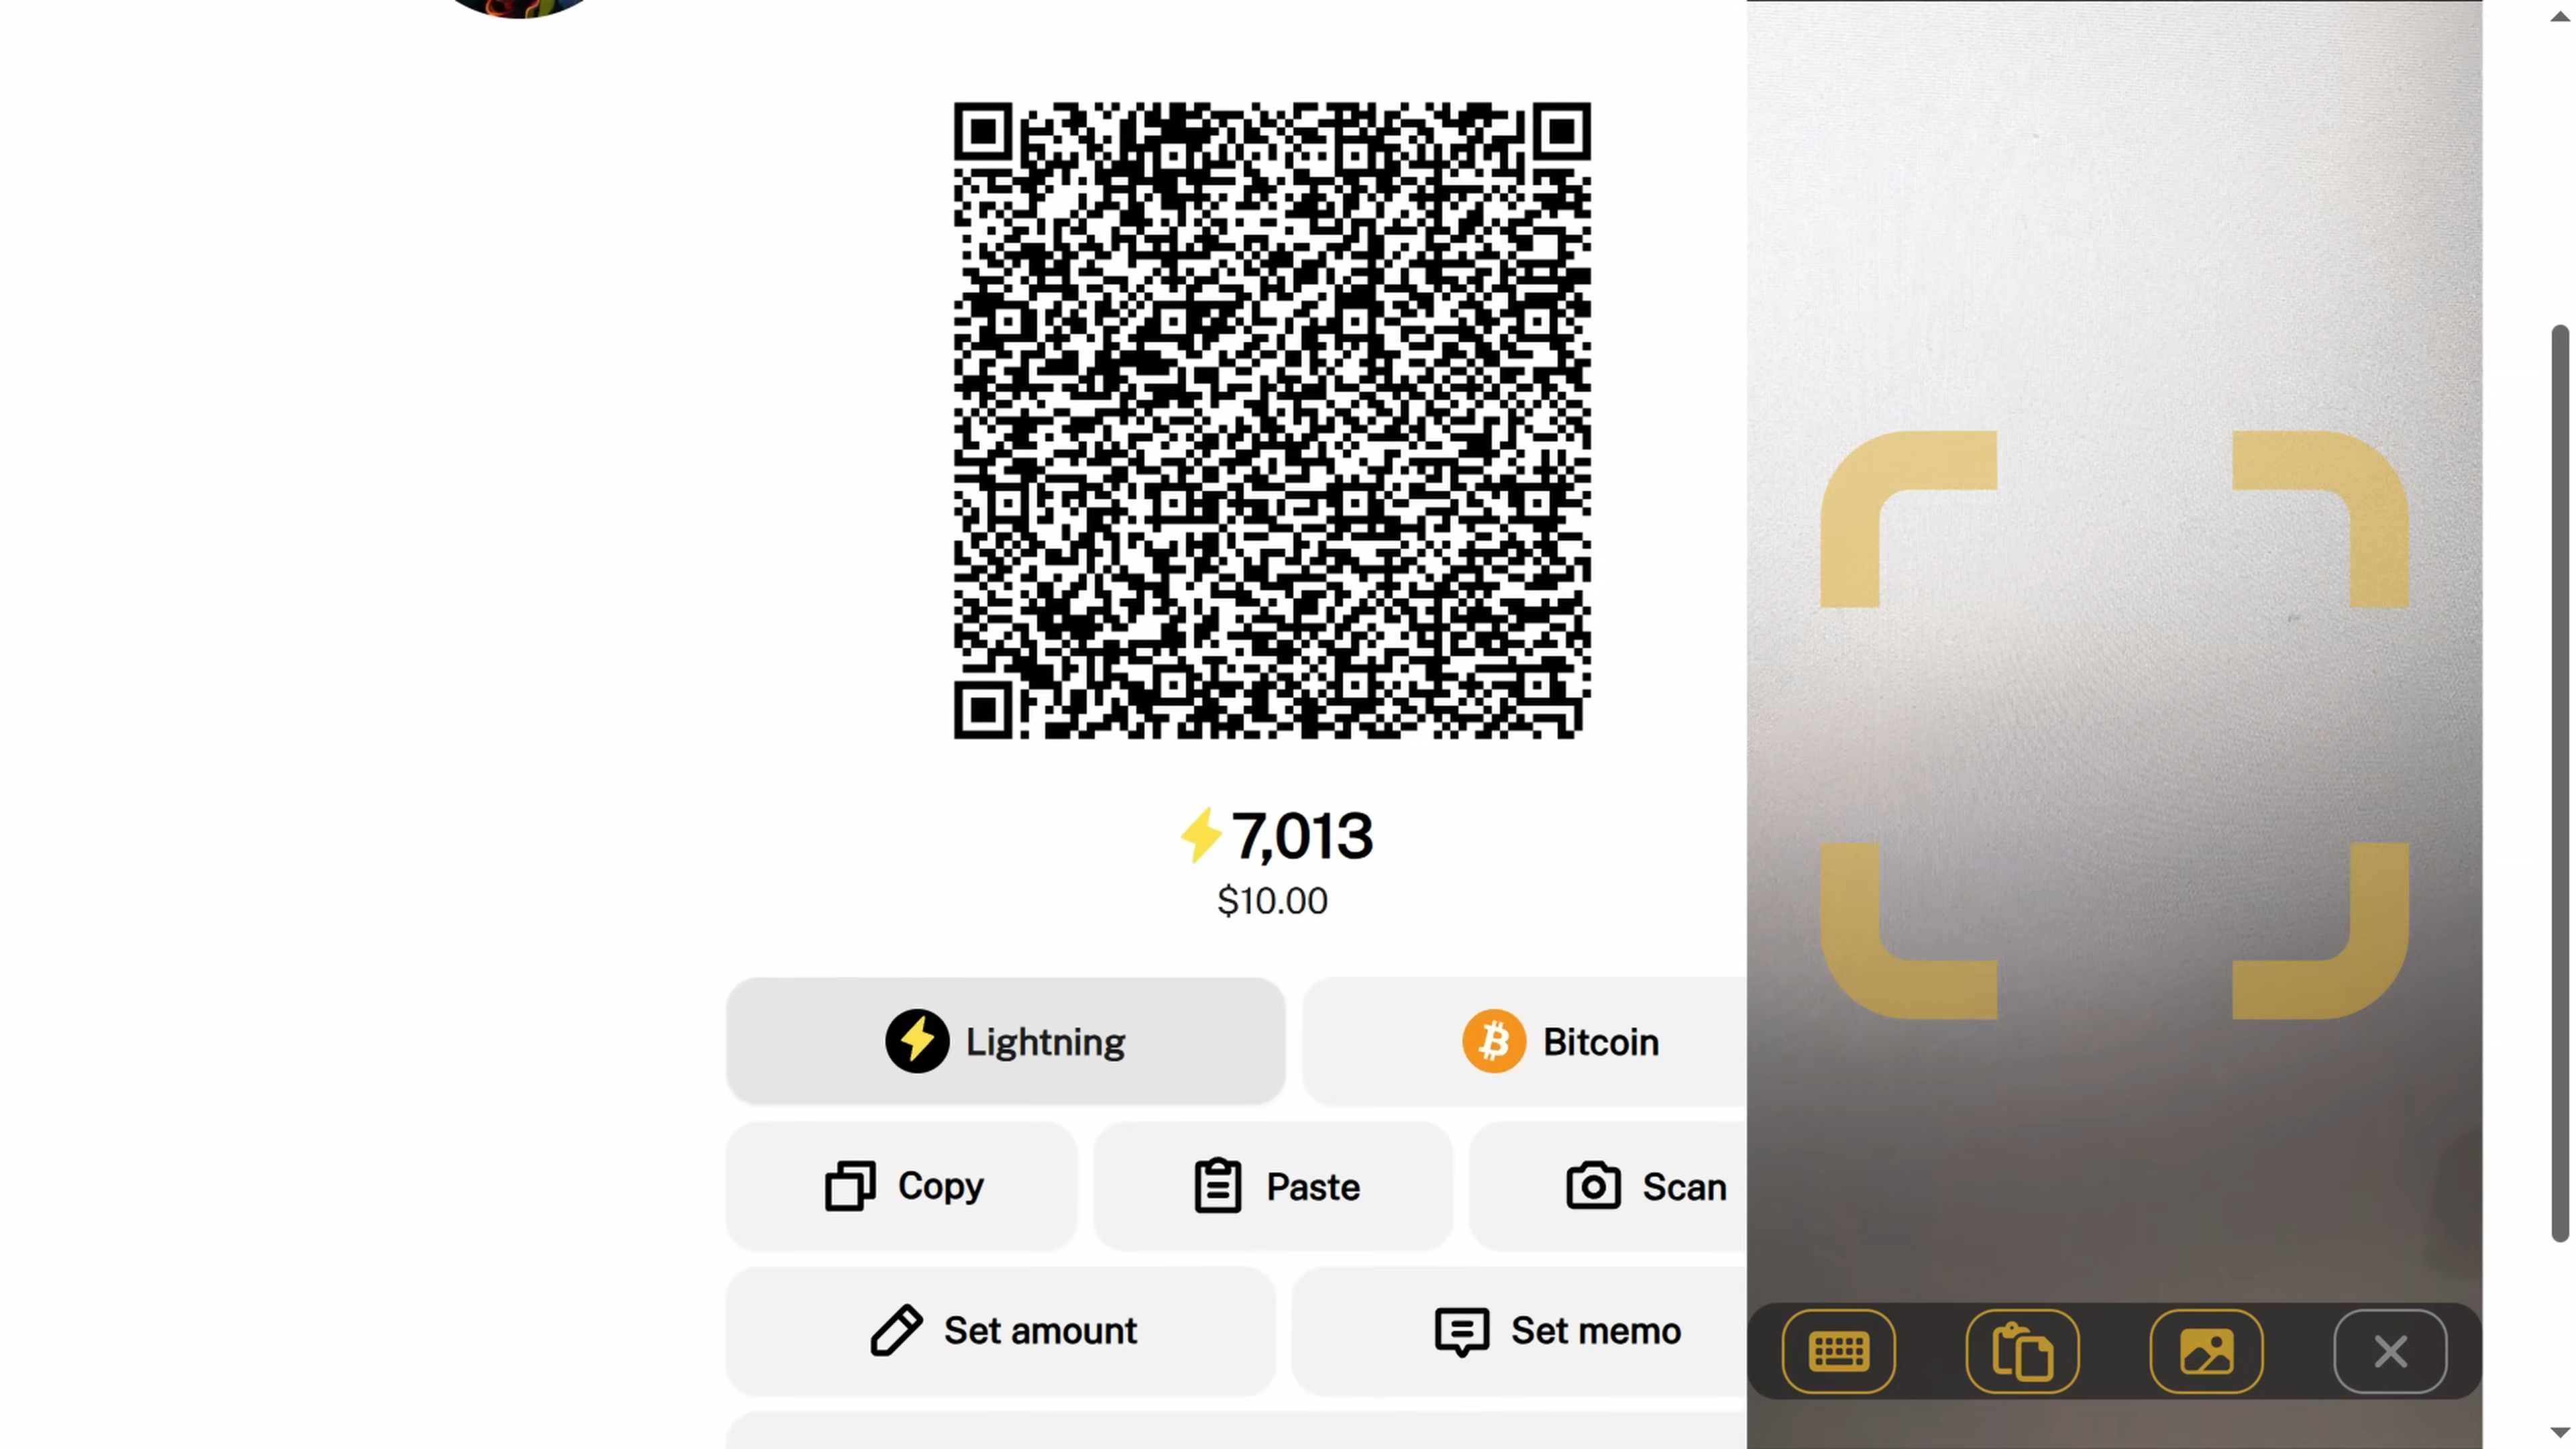 7,013
$10.00
Lightning
Bitcoin
Copy
Paste
Scan
Set amount
Set memo